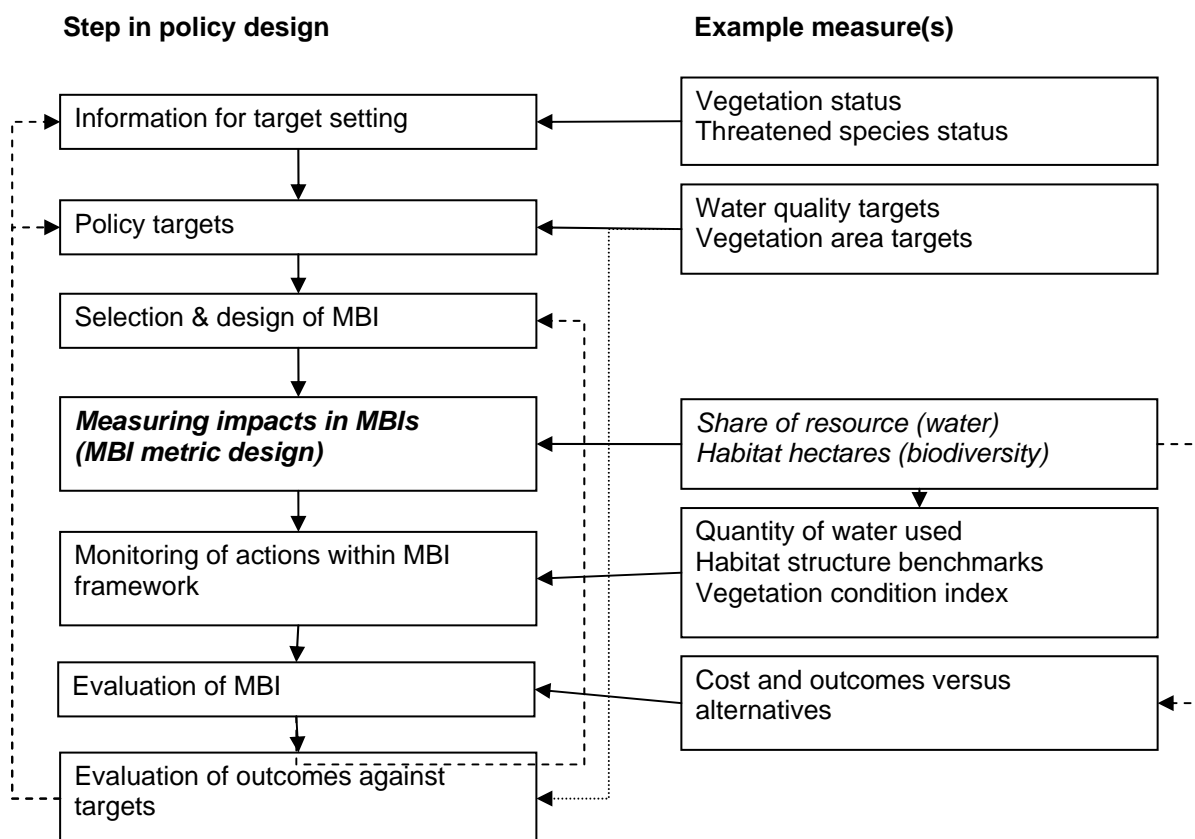 Step in policy design
Example measure(s)
Information for target setting
Vegetation status
Threatened species status
Policy targets
Water quality targets
Vegetation area targets
Selection & design of MBI
Measuring impacts in MBIs
(MBI metric design)
Share of resource (water)
Habitat hectares (biodiversity)
Monitoring of actions within MBI
framework
Quantity of water used
Habitat structure benchmarks
Vegetation condition index
Evaluation of MBI
Cost and outcomes versus
alternatives
Evaluation of outcomes against
targets